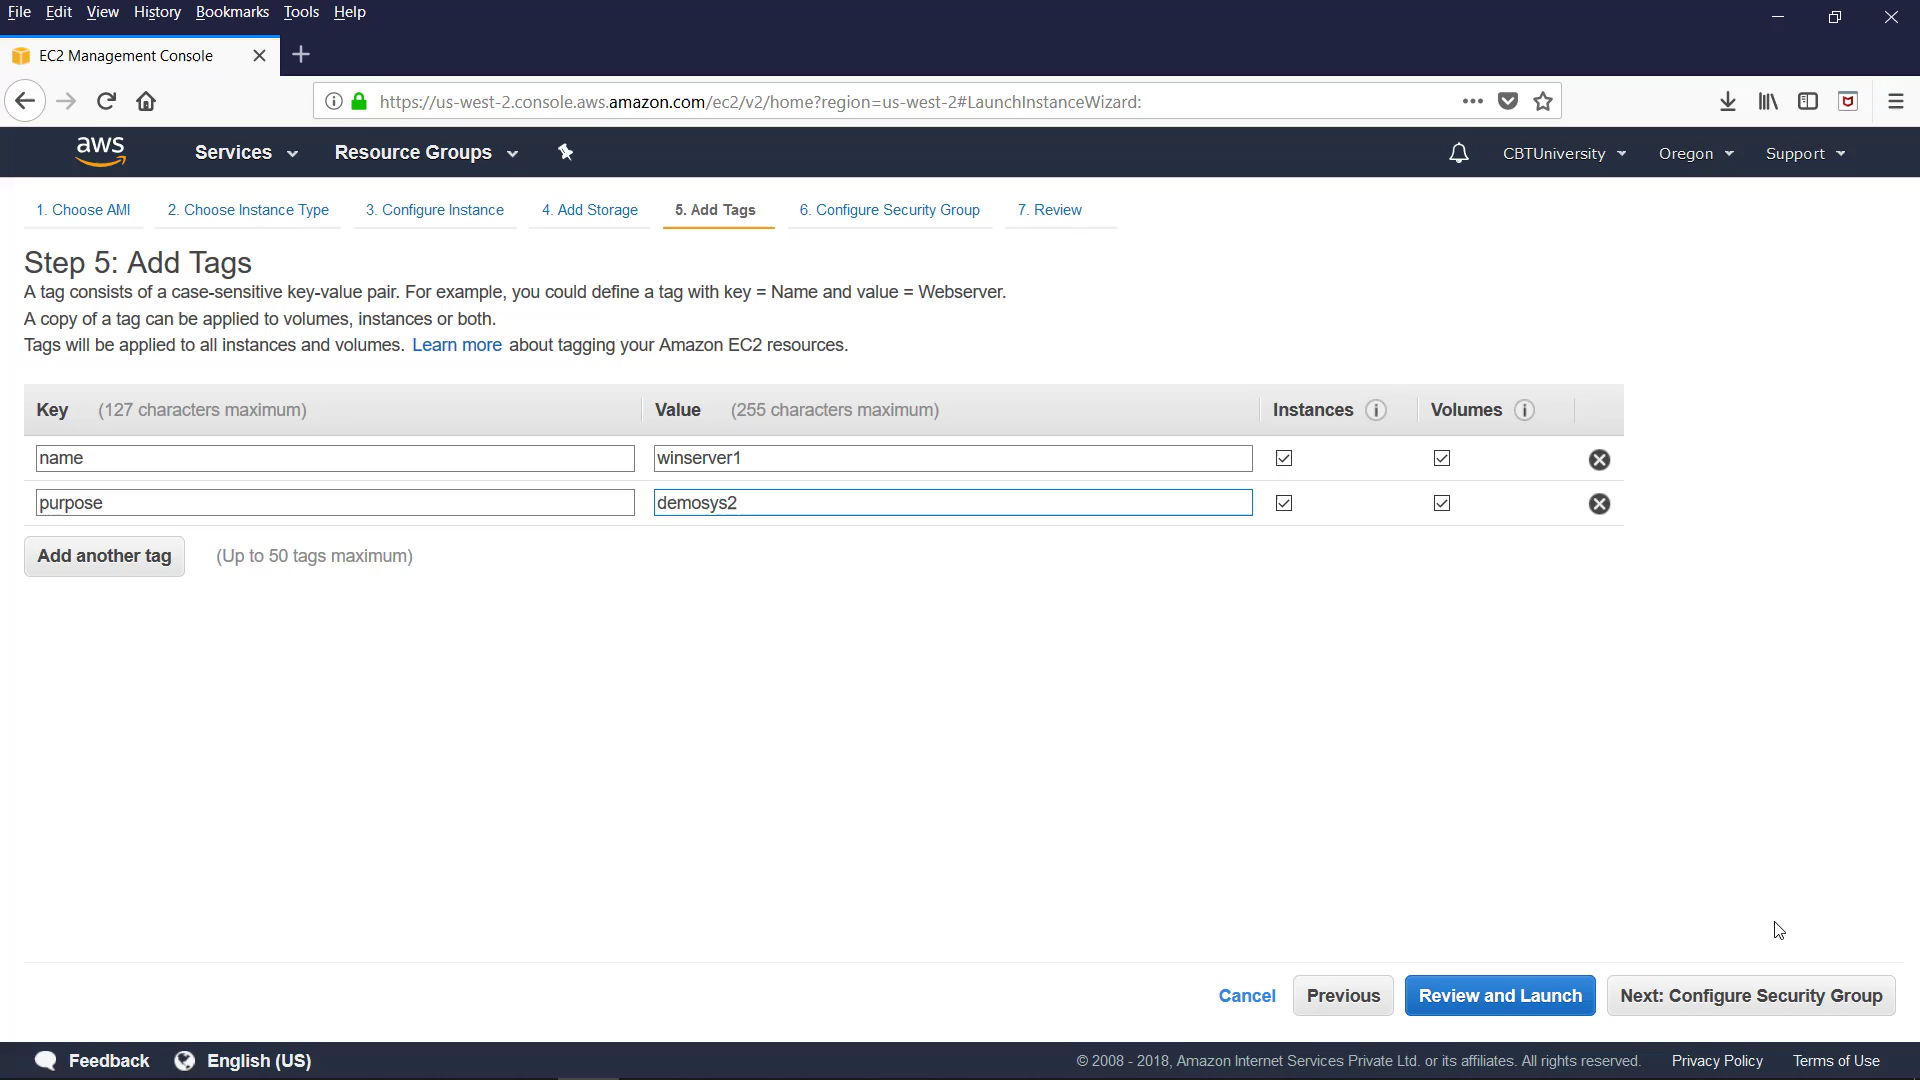 File Edit View History Bookmarks Tools Help
EC2 Management Console
https://us-west-2.console.aws.amazon.com/ec2/v2/home?region=us-west-2#LaunchInstanceWizard:
aws Services Resource Groups CBTUniversity Oregon Support
1. Choose AMI 2. Choose Instance Type 3. Configure Instance 4. Add Storage 5. Add Tags 6. Configure Security Group 7. Review
Step 5: Add Tags
A tag consists of a case-sensitive key-value pair. For example, you could define a tag with key = Name and value = Webserver.
A copy of a tag can be applied to volumes, instances or both.
Tags will be applied to all instances and volumes. Learn more about tagging your Amazon EC2 resources.
Key (127 characters maximum) Value (255 characters maximum) Instances i Volumes i
name winserver1
purpose demosys2
Add another tag (Up to 50 tags maximum)
Cancel Previous Review and Launch Next: Configure Security Group
Feedback English (US) © 2008 - 2018, Amazon Internet Services Private Ltd. or its affiliates. All rights reserved. Privacy Policy Terms of Use